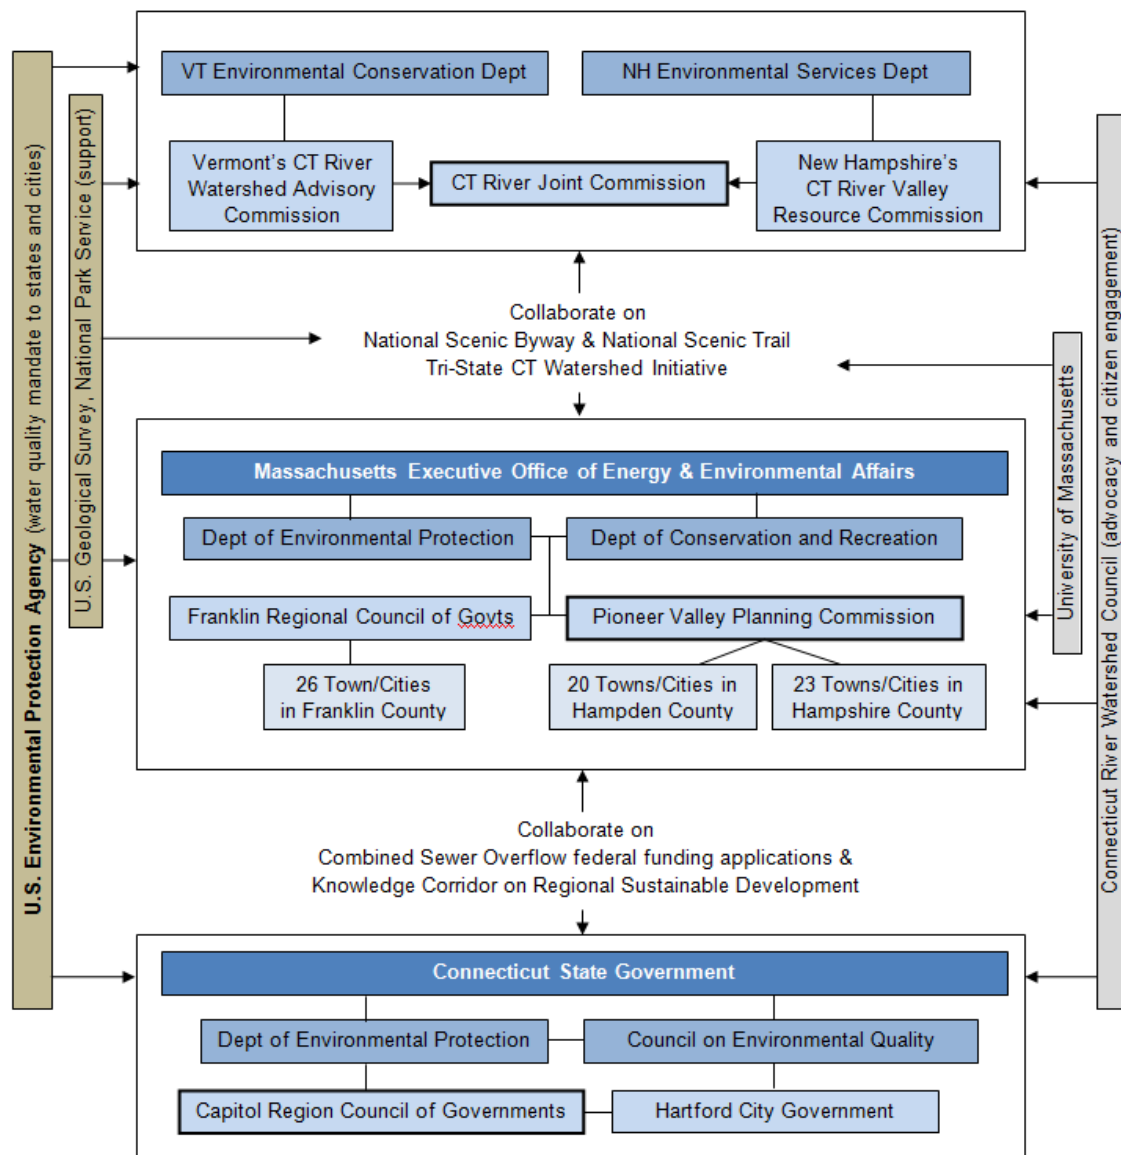 VT Environmental Conservation Dept
NH Environmental Services Dept
Vermont's CT River
Watershed Advisory
Commission
CT River Joint Commission
New Hampshire's
CT River Valley
Resource Commission
Collaborate on
National Scenic Byway & National Scenic Trail
Tri-State CT Watershed Initiative
Massachusetts Executive Office of Energy & Environmental Affairs
Dept of Environmental Protection
Dept of Conservation and Recreation
Franklin Regional Council of Govts
Pioneer Valley Planning Commission
26 Town/Cities
in Franklin County
20 Towns/Cities in
Hampden County
23 Towns/Cities in
Hampshire County
Collaborate on
Combined Sewer Overflow federal funding applications &
Knowledge Corridor on Regional Sustainable Development
Connecticut State Government
Dept of Environmental Protection
Council on Environmental Quality
Capitol Region Council of Governments
Hartford City Government
U.S. Environmental Protection Agency (water quality mandate to states and cities)
U.S. Geological Survey, National Park Service (support)
University of Massachusetts
Connecticut River Watershed Council (advocacy and citizen engagement)